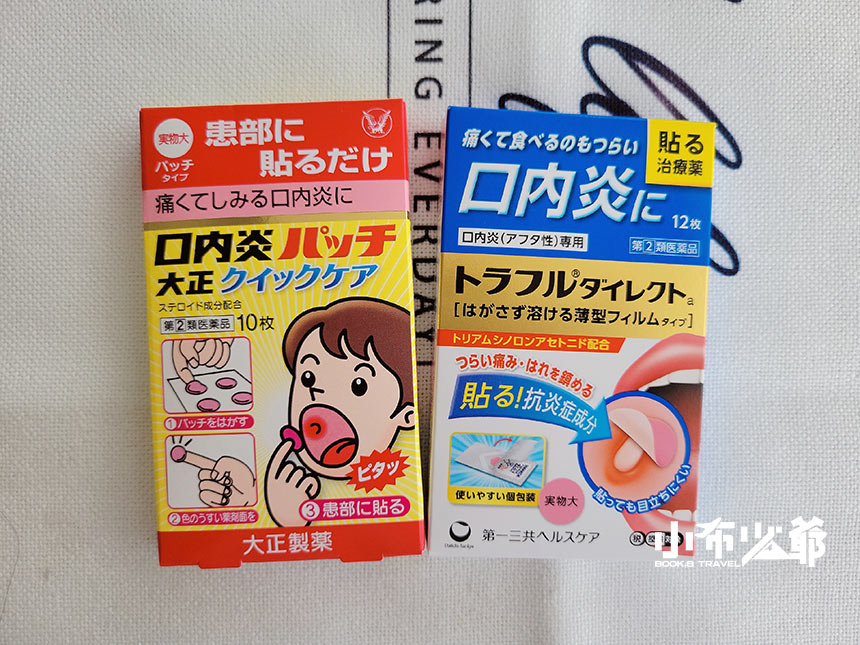 RING EVERDAY!
実物大
パッチ
タイプ
患部に
貼るだけ
痛くてしみる口内炎に
口内炎パッチ
大正クイックケア
ステロイド成分配合
指定第②類医薬品 10枚
①パッチをはがす
②色のうすい薬剤面を
ピタッ
③患部に貼る
大正製薬
痛くて食べるのもつらい
貼る
治療薬
口内炎に
12枚
口内炎(アフタ性)専用
指定第②類医薬品
トラフル®ダイレクトa
[はがさず溶ける薄型フィルムタイプ]
トリアムシノロンアセトニド配合
つらい痛み・はれを鎮める
貼る!抗炎症成分
使いやすい個包装
実物大
貼っても目立ちにくい
Daiichi-Sankyo
第一三共ヘルスケア
小布少爺
BOOK.B TRAVEL